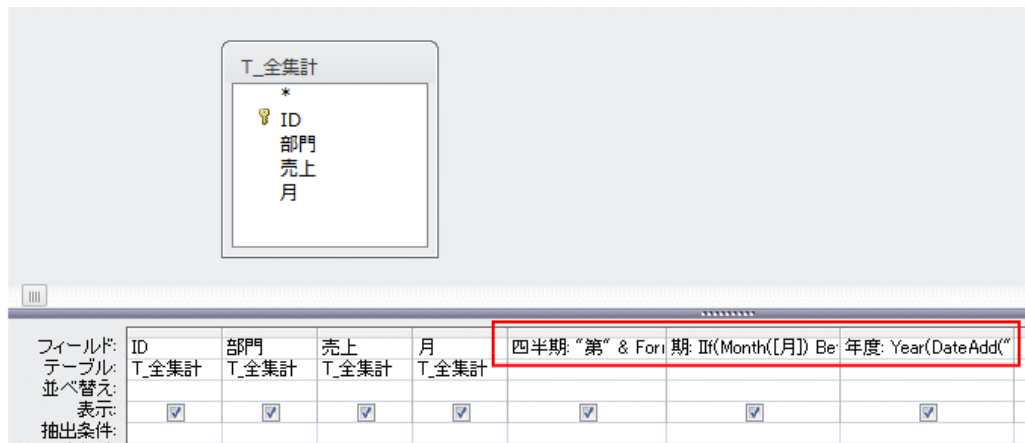 T_全集計
*
ID
部門
売上
月
フィールド: ID 部門 売上 月 四半期: "第" & Forr 期: IIf(Month([月]) Be 年度: Year(DateAdd("
テーブル: T_全集計 T_全集計 T_全集計 T_全集計
並べ替え:
表示:
抽出条件: